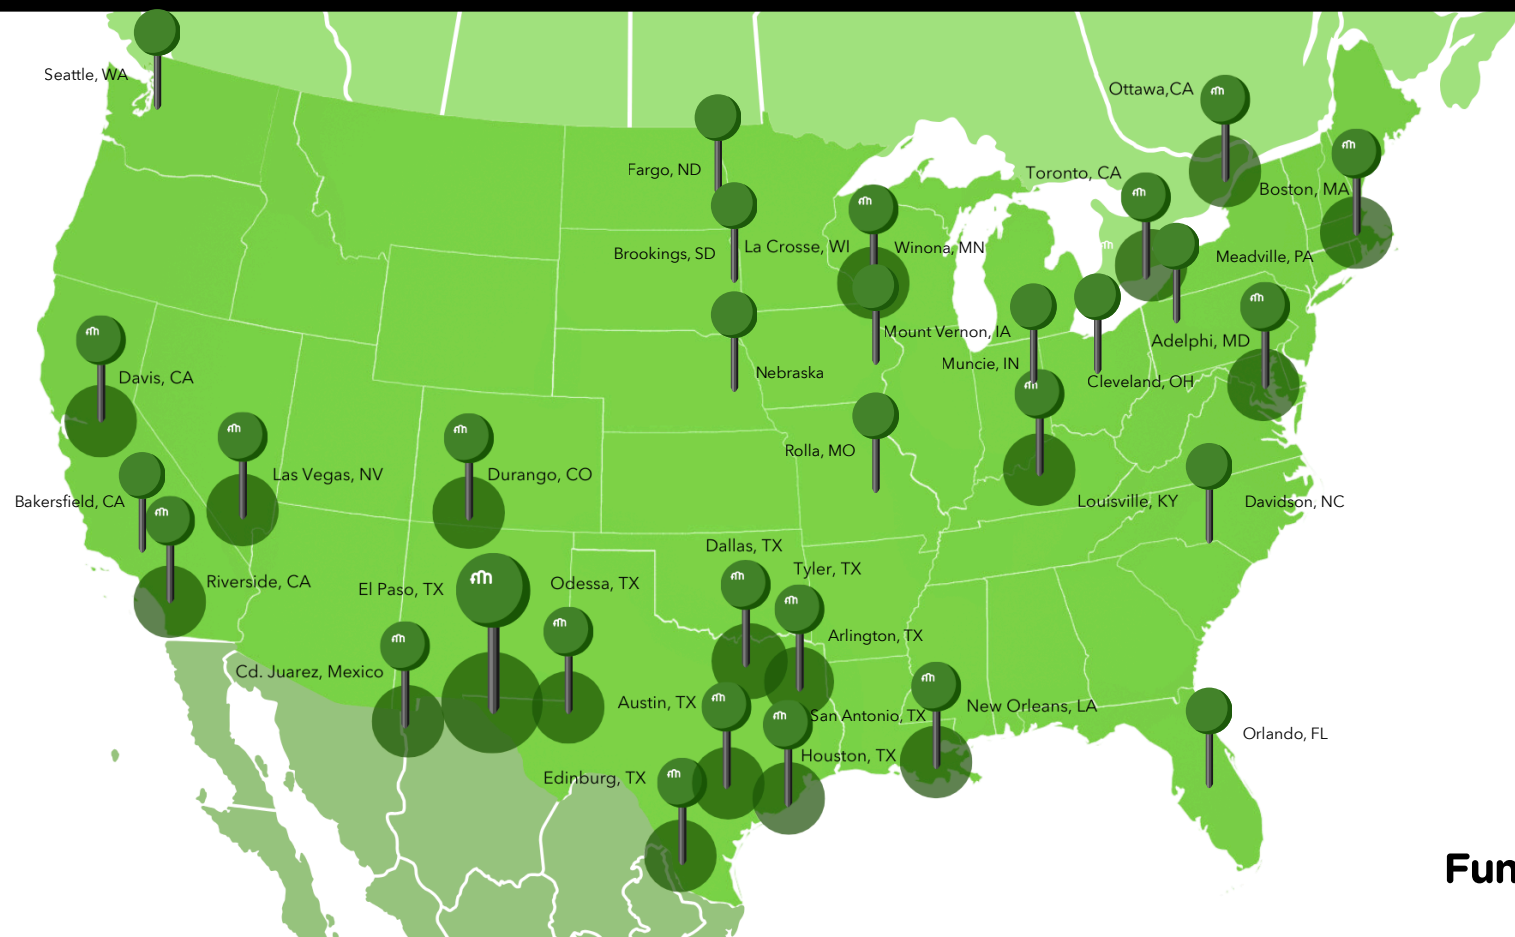 Seattle, WA
Ottawa,CA
Fargo, ND
Toronto, CA
Boston, MA
Brookings, SD
La Crosse, WI
Winona, MN
Meadville, PA
Mount Vernon, IA
Adelphi, MD
Muncie, IN
Davis, CA
Nebraska
Cleveland, OH
Rolla, MO
Las Vegas, NV
Durango, CO
Bakersfield, CA
Louisville, KY
Davidson, NC
Dallas, TX
Tyler, TX
Riverside, CA
El Paso, TX
Odessa, TX
Arlington, TX
Cd. Juarez, Mexico
Austin, TX
San Antonio, TX
New Orleans, LA
Orlando, FL
Houston, TX
Edinburg, TX
Fun